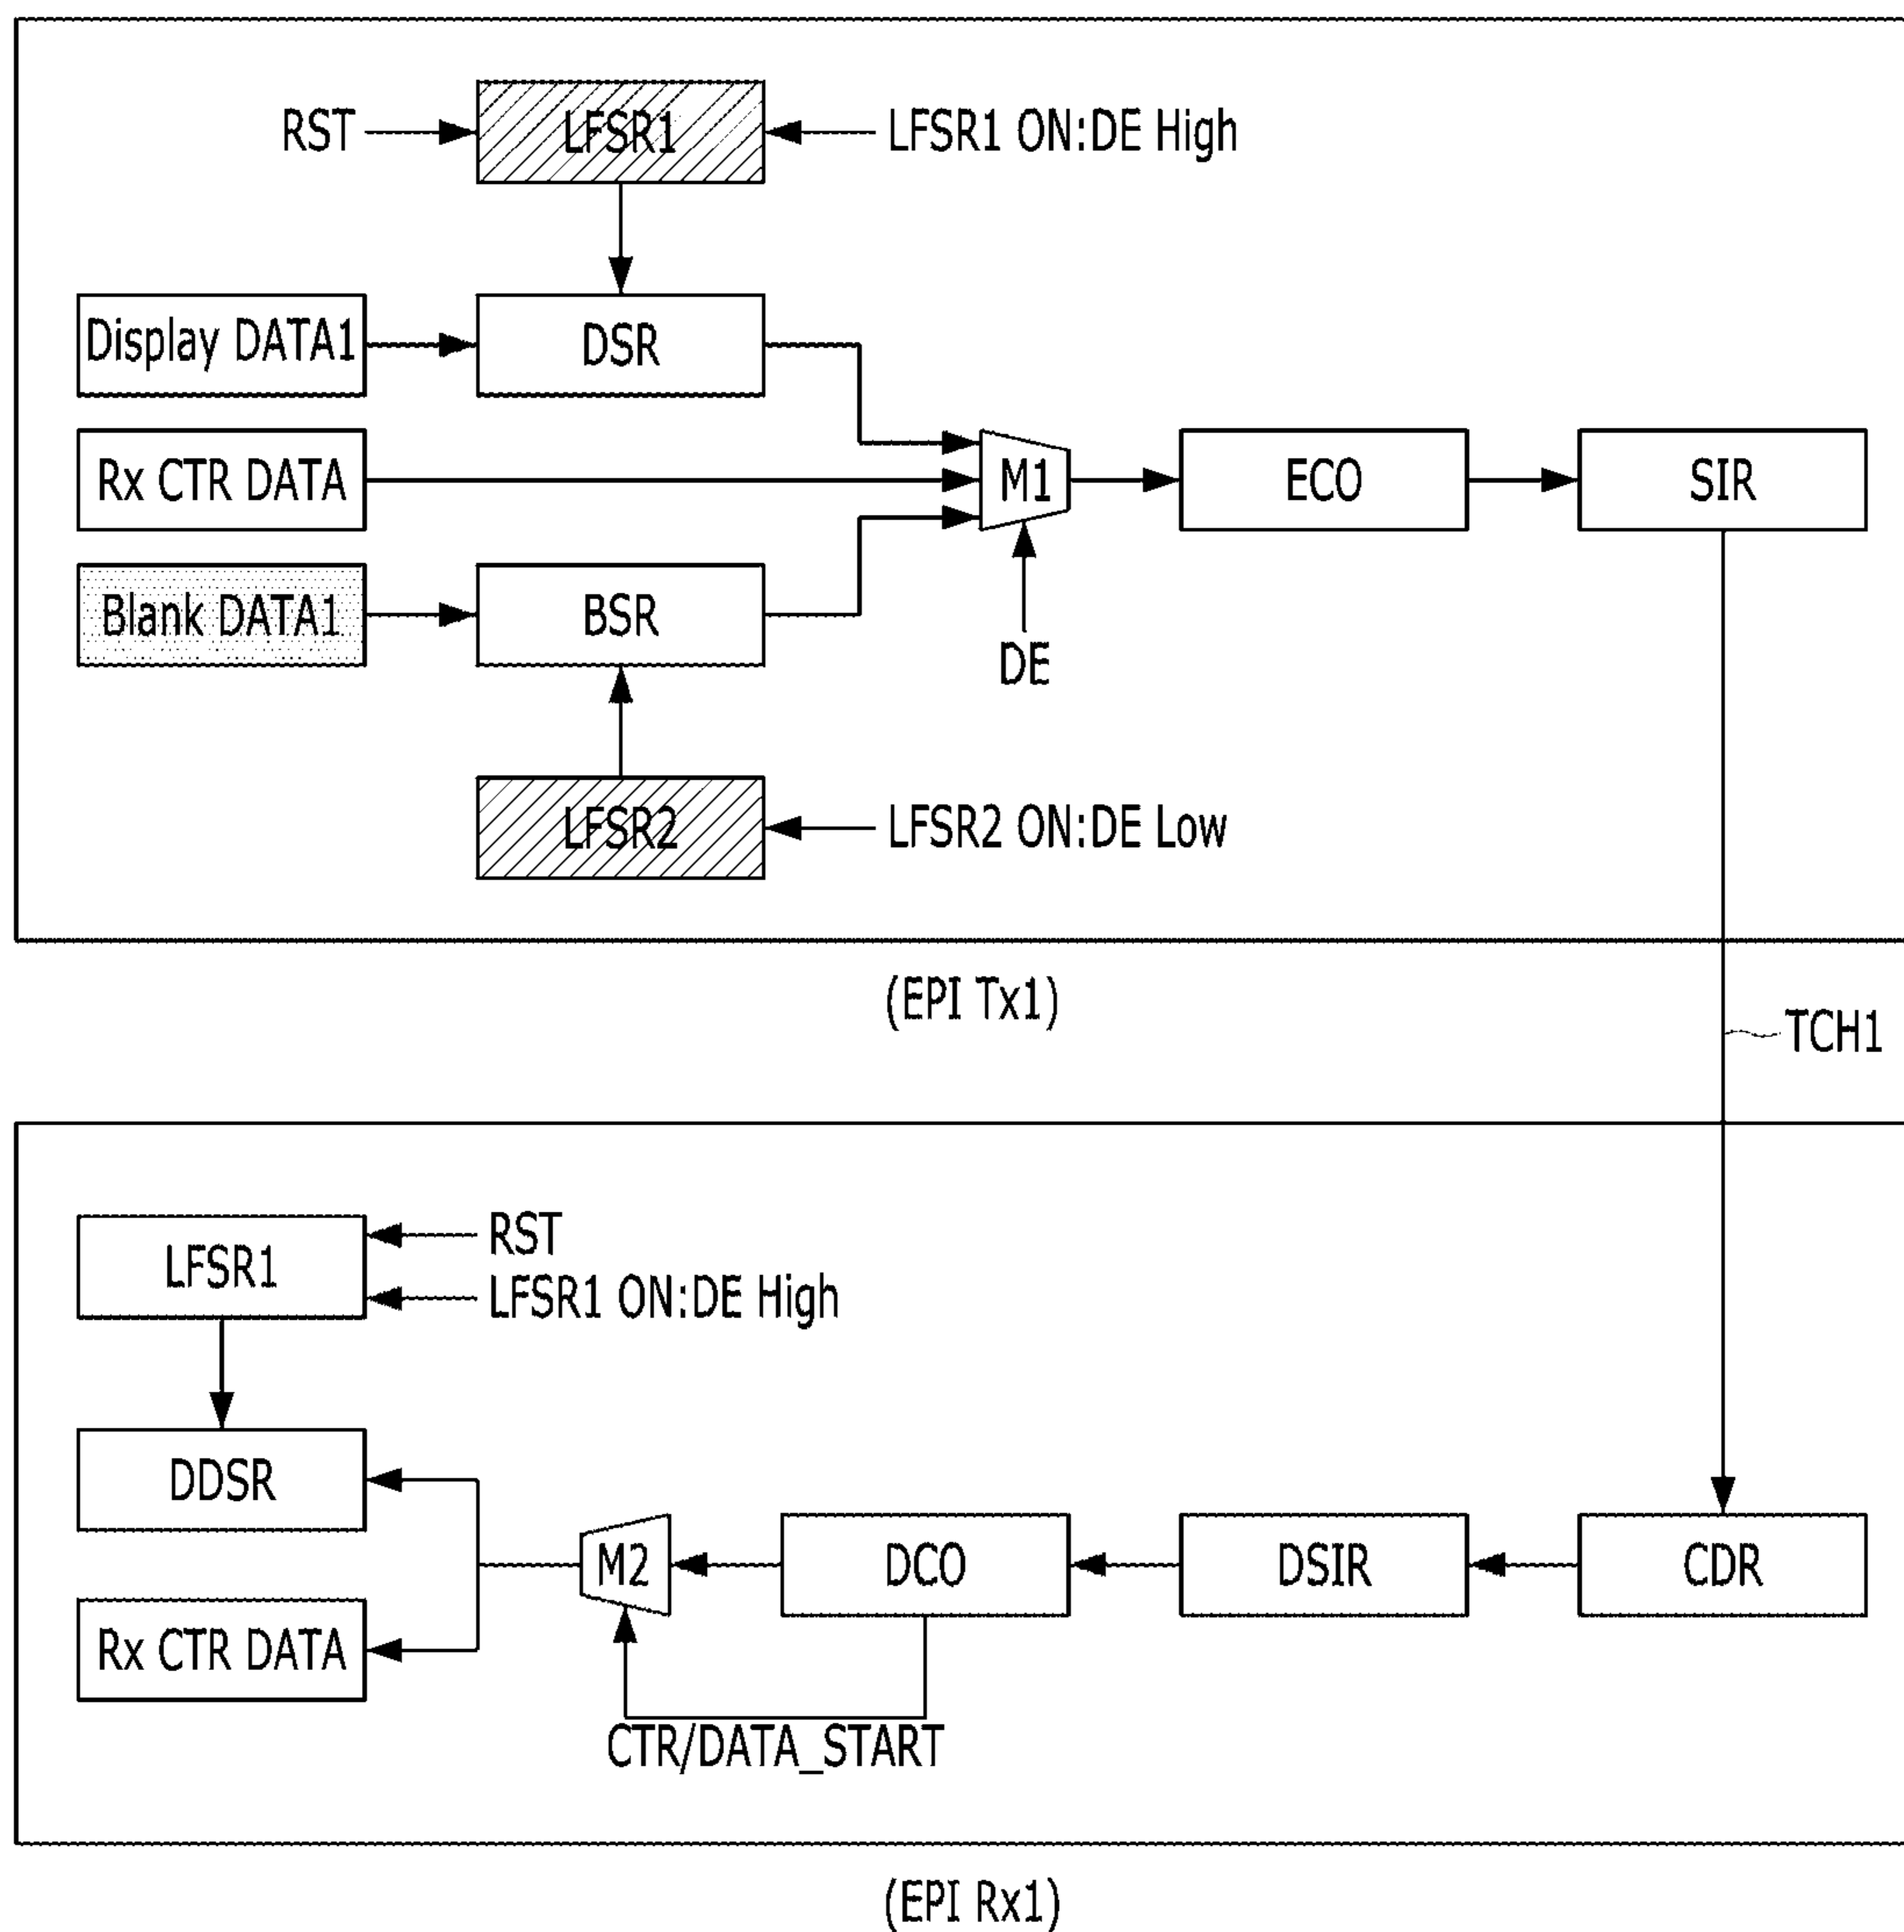 RST
LFSR1
LFSR1 ON:DE High
Display DATA1
DSR
Rx CTR DATA
M1
ECO
SIR
Blank DATA1
BSR
DE
LFSR2
LFSR2 ON:DE Low
(EPI Tx1)
TCH1
LFSR1
RST
LFSR1 ON:DE High
DDSR
M2
DCO
DSIR
CDR
Rx CTR DATA
CTR/DATA_START
(EPI Rx1)